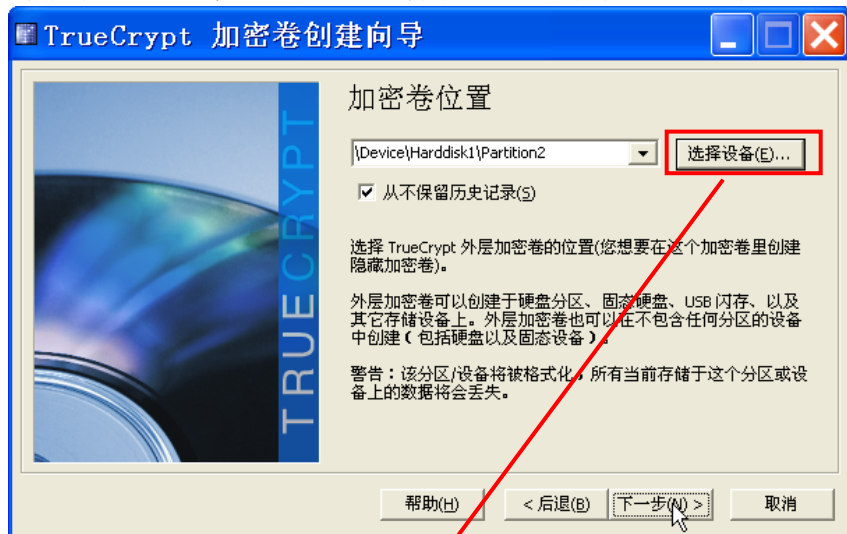 TrueCrypt 加密卷创建向导
TRUECRYPT
加密卷位置
\Device\Harddisk1\Partition2
选择设备(E)...
从不保留历史记录(S)
选择 TrueCrypt 外层加密卷的位置(您想要在这个加密卷里创建
隐藏加密卷)。
外层加密卷可以创建于硬盘分区、固态硬盘、USB 闪存、以及
其它存储设备上。外层加密卷也可以在不包含任何分区的设备
中创建(包括硬盘以及固态设备)。
警告：该分区/设备将被格式化，所有当前存储于这个分区或设
备上的数据将会丢失。
帮助(H)
< 后退(B)
下一步(N) >
取消